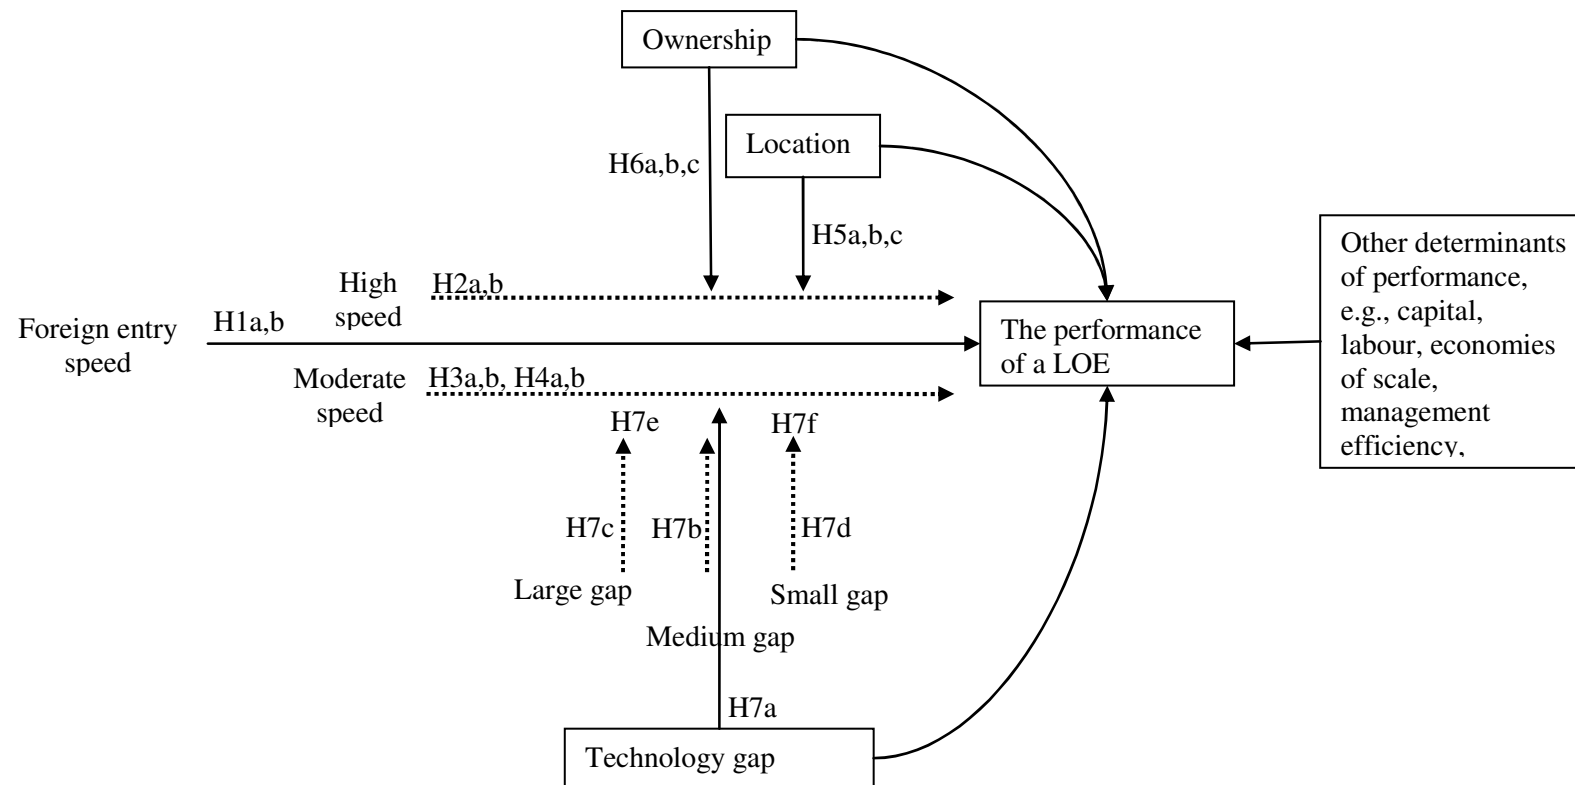 Ownership
Location
H6a,b,c
H5a,b,c
Other determinants
of performance,
e.g., capital,
labour, economies
of scale,
management
efficiency,
High
speed
H2a,b
Foreign entry
speed
H1a,b
The performance
of a LOE
Moderate
speed
H3a,b, H4a,b
H7e
H7f
H7c
H7b
H7d
Large gap
Small gap
Medium gap
H7a
Technology gap